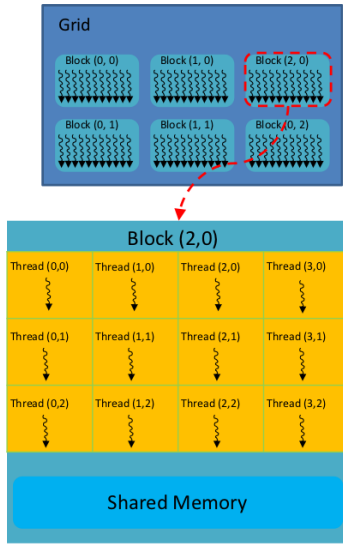 Grid
Block (0, 0) Block (1, 0) Block (2, 0)
Block (0, 1) Block (1, 1) Block (0, 2)
Block (2,0)
Thread (0,0) Thread (1,0) Thread (2,0) Thread (3,0)
Thread (0,1) Thread (1,1) Thread (2,1) Thread (3,1)
Thread (0,2) Thread (1,2) Thread (2,2) Thread (3,2)
Shared Memory